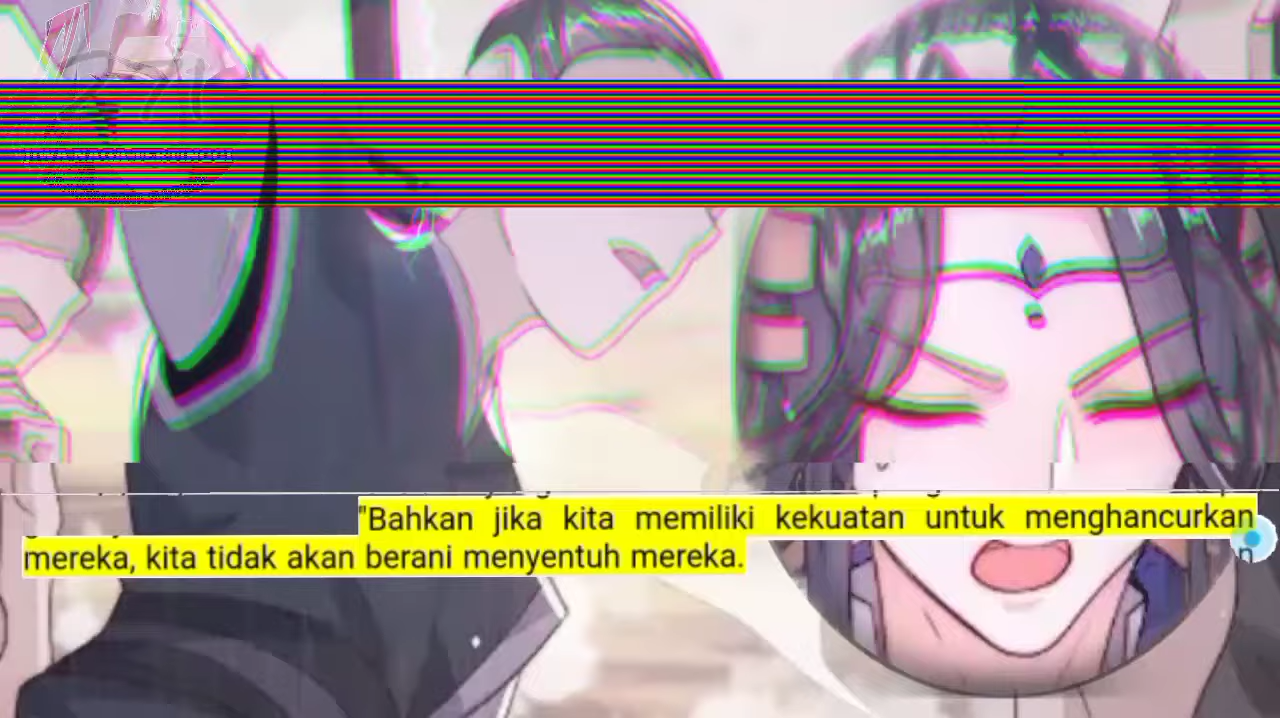 "Bahkan jika kita memiliki kekuatan untuk menghancurkan
mereka, kita tidak akan berani menyentuh mereka.